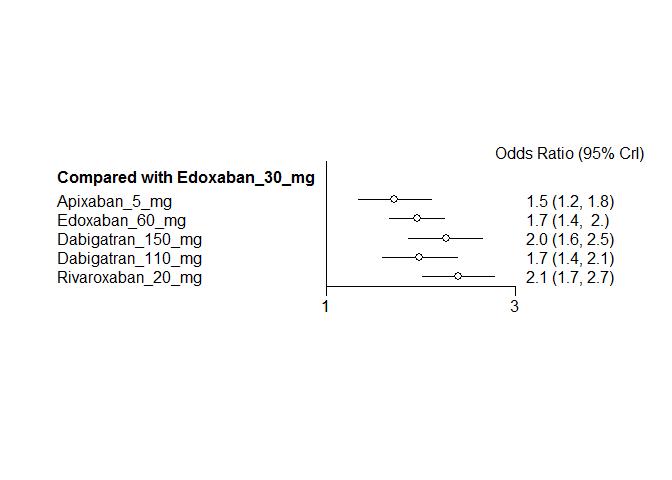 Odds Ratio (95% CrI)
Compared with Edoxaban_30_mg
Apixaban_5_mg 1.5 (1.2, 1.8)
Edoxaban_60_mg 1.7 (1.4,  2.)
Dabigatran_150_mg 2.0 (1.6, 2.5)
Dabigatran_110_mg 1.7 (1.4, 2.1)
Rivaroxaban_20_mg 2.1 (1.7, 2.7)
1 3